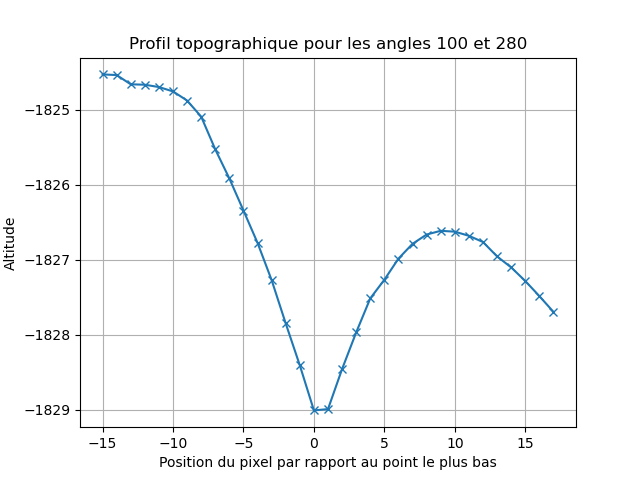 Profil topographique pour les angles 100 et 280
Altitude
−1825
−1826
−1827
−1828
−1829
−15 −10 −5 0 5 10 15
Position du pixel par rapport au point le plus bas